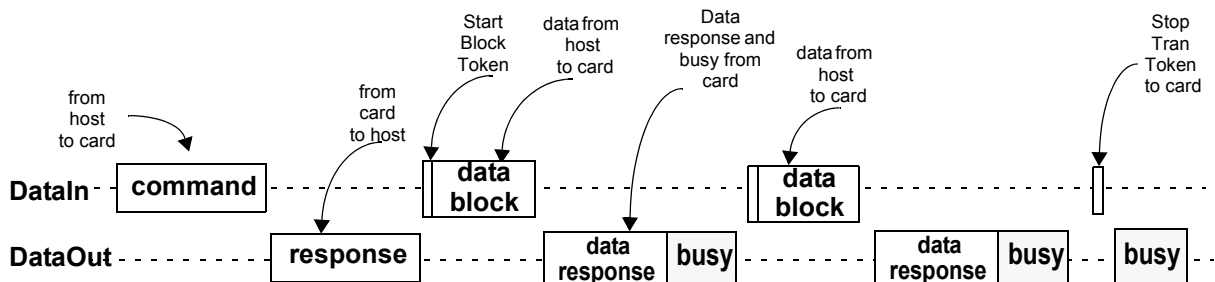 from
host
to card
from
card
to host
Start
Block
Token
data from
host
to card
Data
response and
busy from
card
data from
host
to card
Stop
Tran
Token
to card
DataIn
command
data
block
data
block
DataOut
response
data
response
busy
data
response
busy
busy